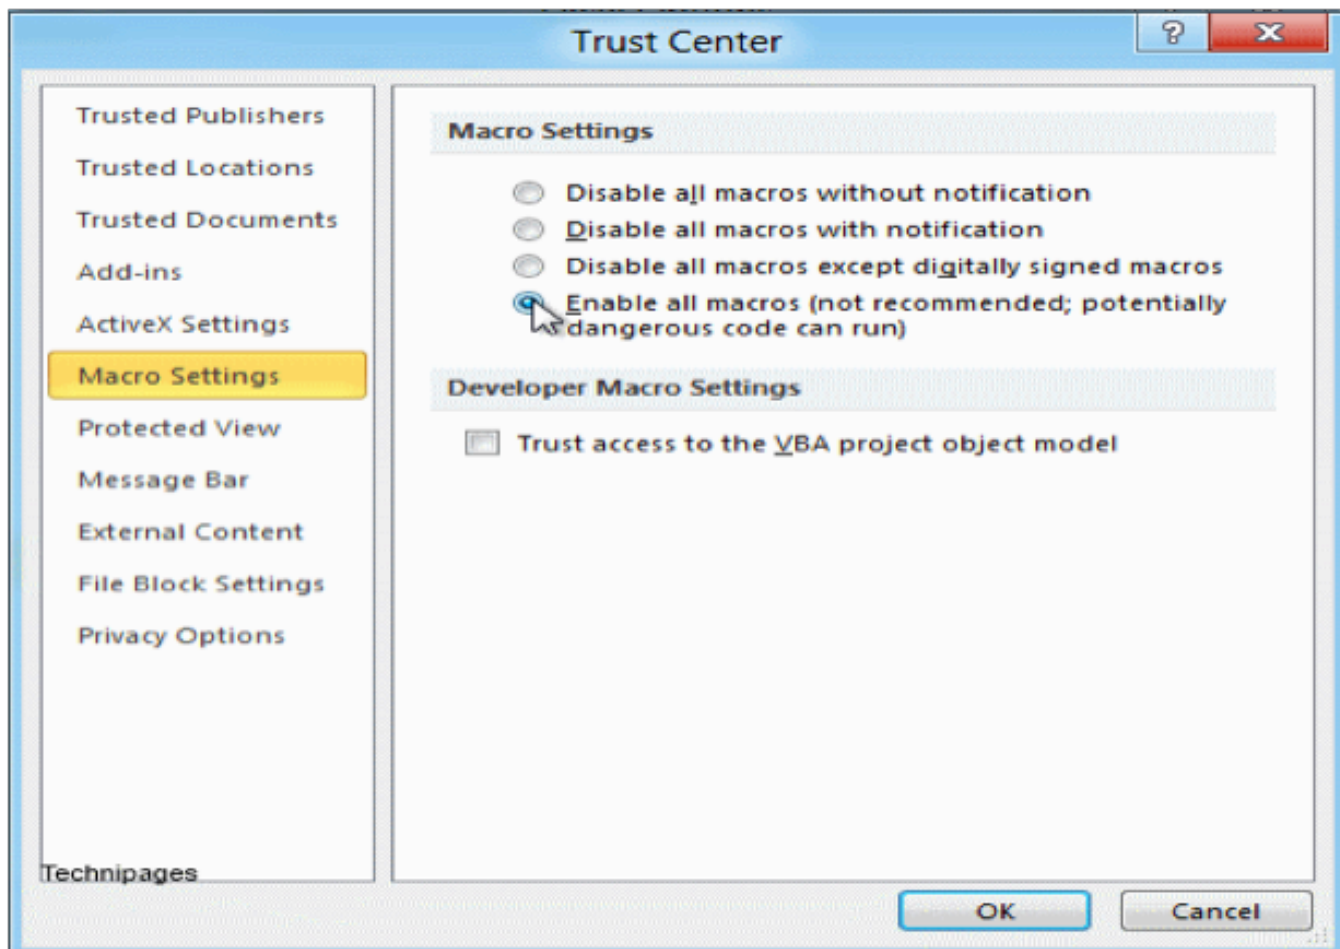 Trust Center
Trusted Publishers
Trusted Locations
Trusted Documents
Add-ins
ActiveX Settings
Macro Settings
Protected View
Message Bar
External Content
File Block Settings
Privacy Options
Technipages
Macro Settings
Disable all macros without notification
Disable all macros with notification
Disable all macros except digitally signed macros
Enable all macros (not recommended; potentially
dangerous code can run)
Developer Macro Settings
Trust access to the VBA project object model
OK
Cancel